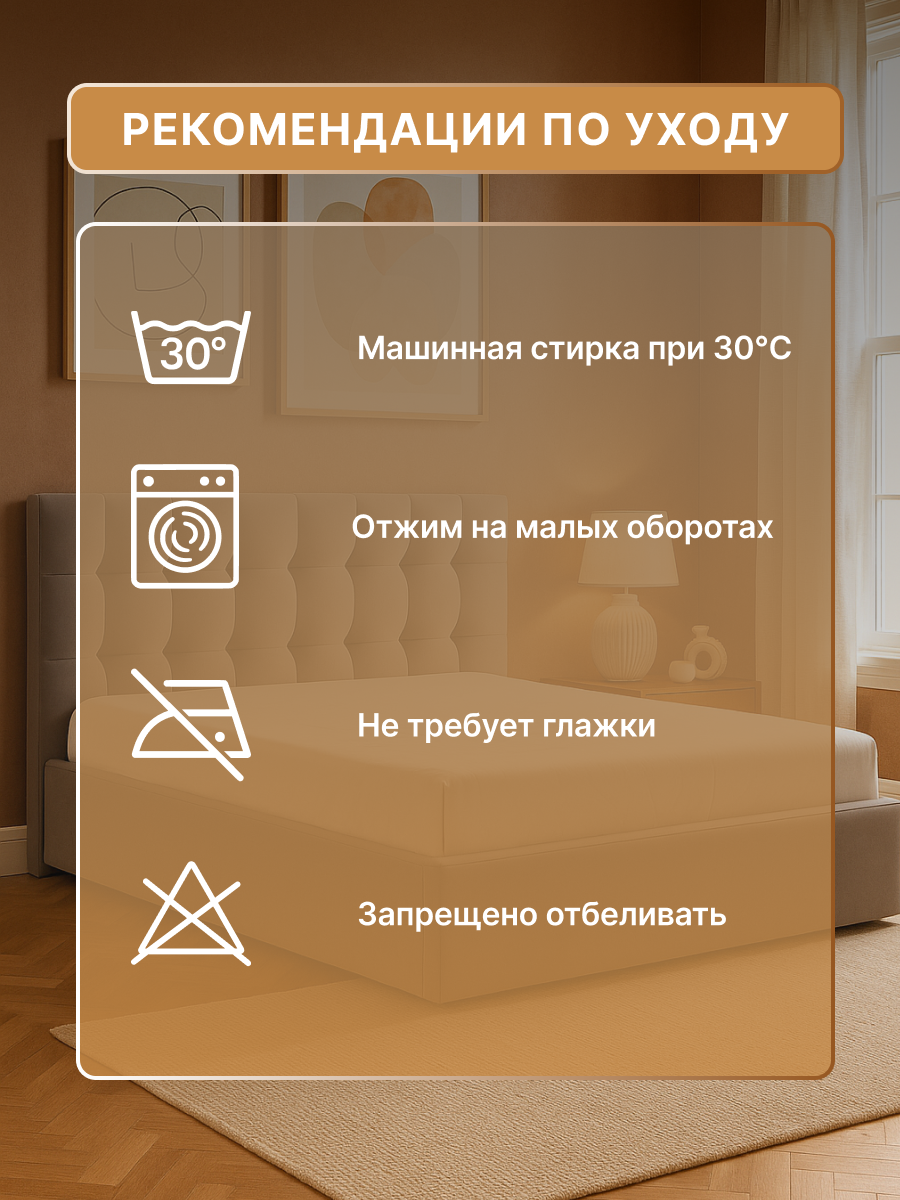 РЕКОМЕНДАЦИИ ПО УХОДУ
30°
Машинная стирка при 30°C
Отжим на малых оборотах
Не требует глажки
Запрещено отбеливать